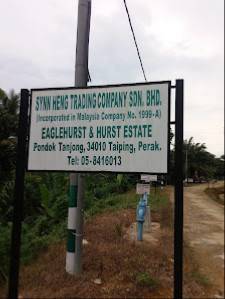 SYNN HENG TRADING COMPANY SDN. BHD.
(Incorporated in Malaysia Company No. 1999-A)
EAGLEHURST & HURST ESTATE
Pondok Tanjong, 34010 Taiping, Perak.
Tel: 05-8416013